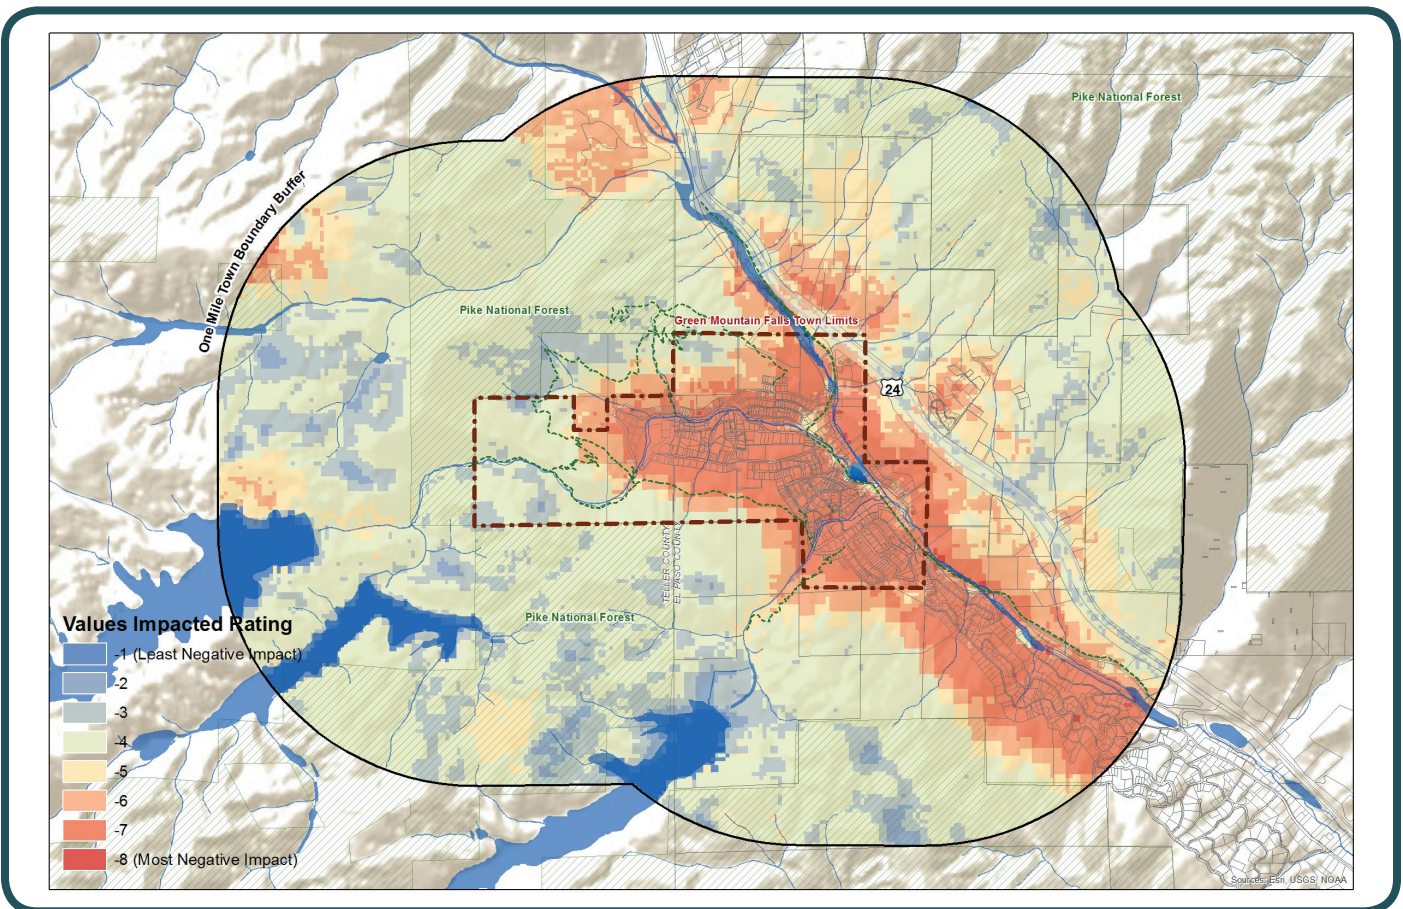 Pike National Forest
One Mile Town Boundary Buffer
Pike National Forest
Green Mountain Falls Town Limits
24
TELLER COUNTY
EL PASO COUNTY
Pike National Forest
Values Impacted Rating
-1 (Least Negative Impact)
-2
-3
-4
-5
-6
-7
-8 (Most Negative Impact)
Sources: Esri, USGS, NOAA